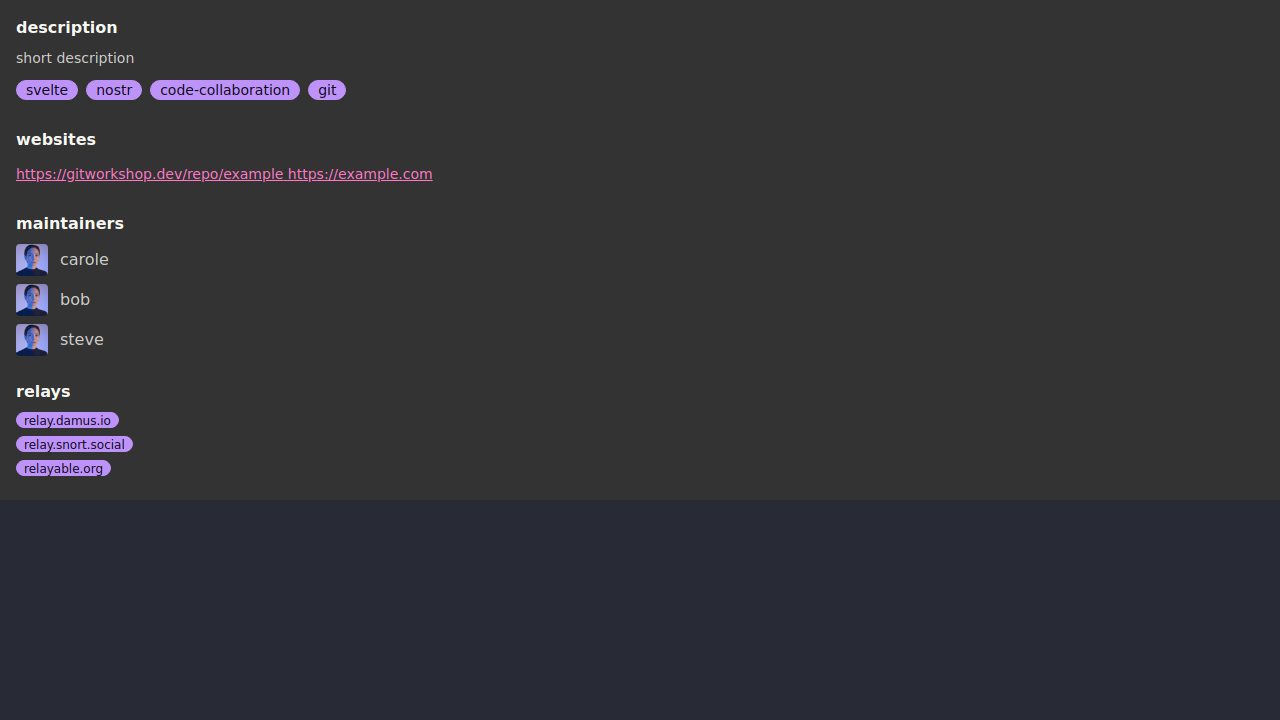 description
short description
svelte nostr code-collaboration git
websites
https://gitworkshop.dev/repo/example https://example.com
maintainers
carole
bob
steve
relays
relay.damus.io
relay.snort.social
relayable.org